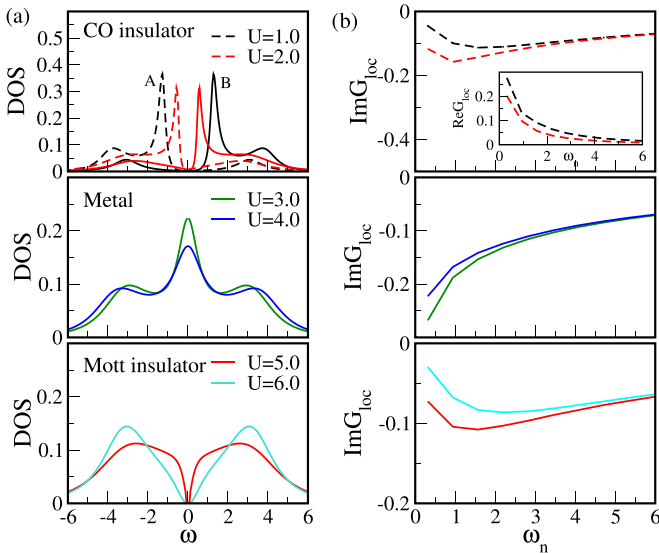 (a)
CO insulator
U=1.0
U=2.0
A
B
DOS
0
0.1
0.2
0.3
0.4
0.5
Metal
U=3.0
U=4.0
DOS
0
0.1
0.2
Mott insulator
U=5.0
U=6.0
DOS
0
0.1
0.2
-6 -4 -2 0 2 4 6
ω
(b)
ImG_loc
0
-0.2
-0.4
ReG_loc
0
0.1
0.2
0 2 4 6
ω_n
ImG_loc
0
-0.1
-0.2
ImG_loc
0
-0.1
-0.2
0 1 2 3 4 5 6
ω_n